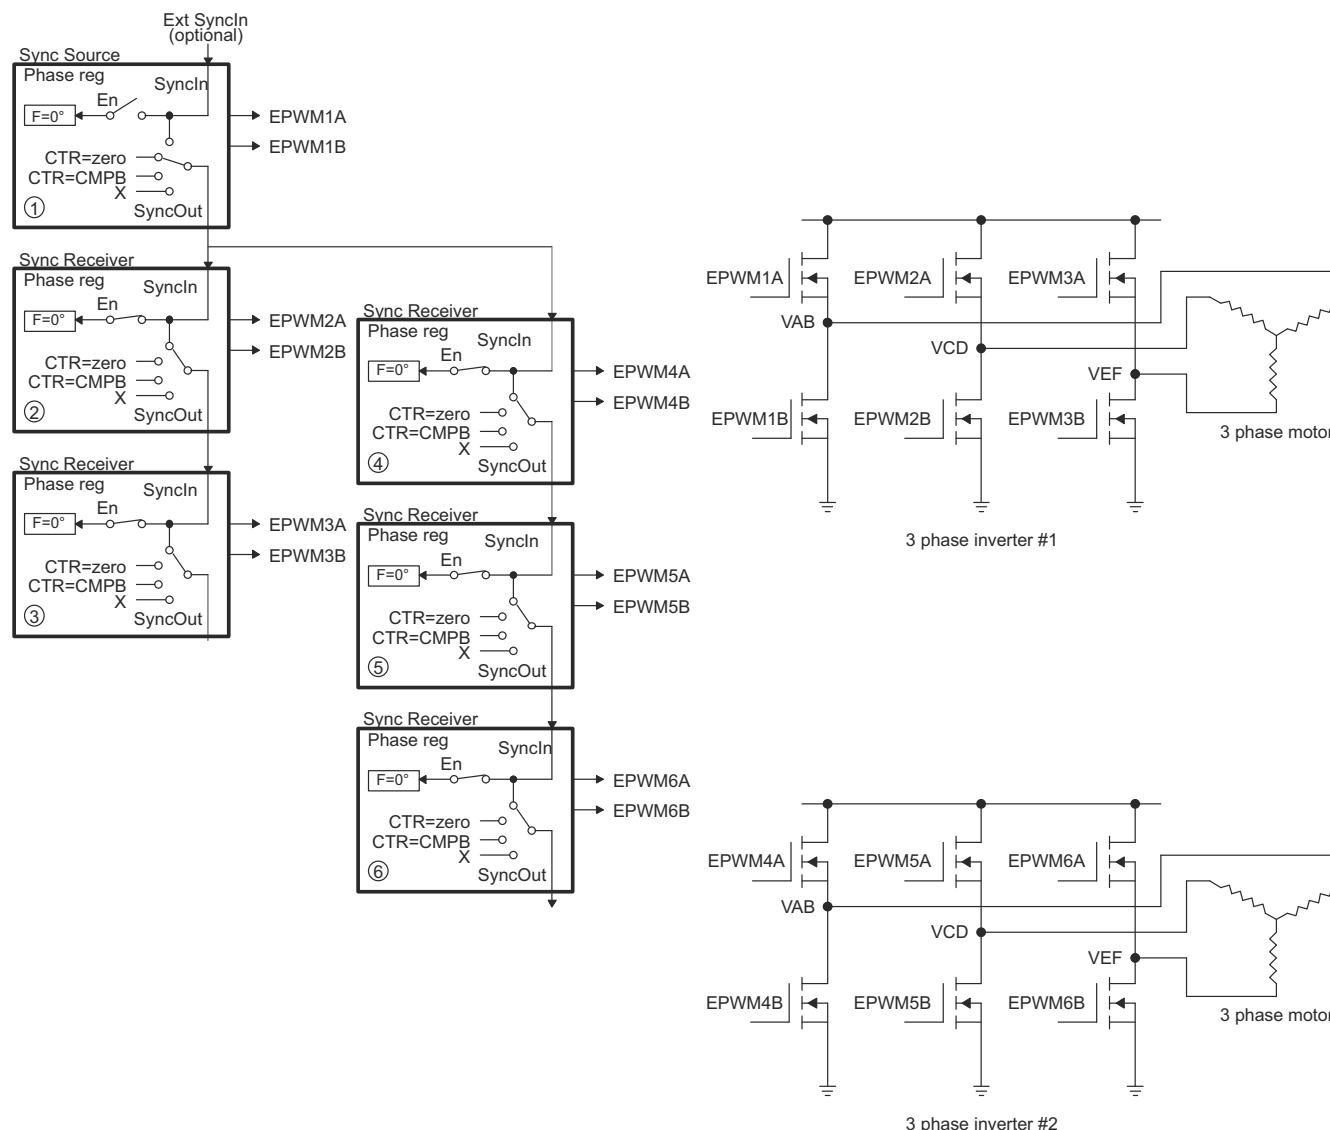 Ext SyncIn
(optional)
Sync Source
Phase reg
SyncIn
En
F=0°
EPWM1A
EPWM1B
CTR=zero
CTR=CMPB
X
1
SyncOut
Sync Receiver
Phase reg
SyncIn
En
F=0°
EPWM2A
EPWM2B
CTR=zero
CTR=CMPB
X
2
SyncOut
Sync Receiver
Phase reg
SyncIn
En
F=0°
EPWM3A
EPWM3B
CTR=zero
CTR=CMPB
X
3
SyncOut
Sync Receiver
Phase reg
SyncIn
En
F=0°
EPWM4A
EPWM4B
CTR=zero
CTR=CMPB
X
4
SyncOut
Sync Receiver
Phase reg
SyncIn
En
F=0°
EPWM5A
EPWM5B
CTR=zero
CTR=CMPB
X
5
SyncOut
Sync Receiver
Phase reg
SyncIn
En
F=0°
EPWM6A
EPWM6B
CTR=zero
CTR=CMPB
X
6
SyncOut
EPWM1A
EPWM2A
EPWM3A
VAB
VCD
VEF
EPWM1B
EPWM2B
EPWM3B
3 phase motor
3 phase inverter #1
EPWM4A
EPWM5A
EPWM6A
VAB
VCD
VEF
EPWM4B
EPWM5B
EPWM6B
3 phase motor
3 phase inverter #2